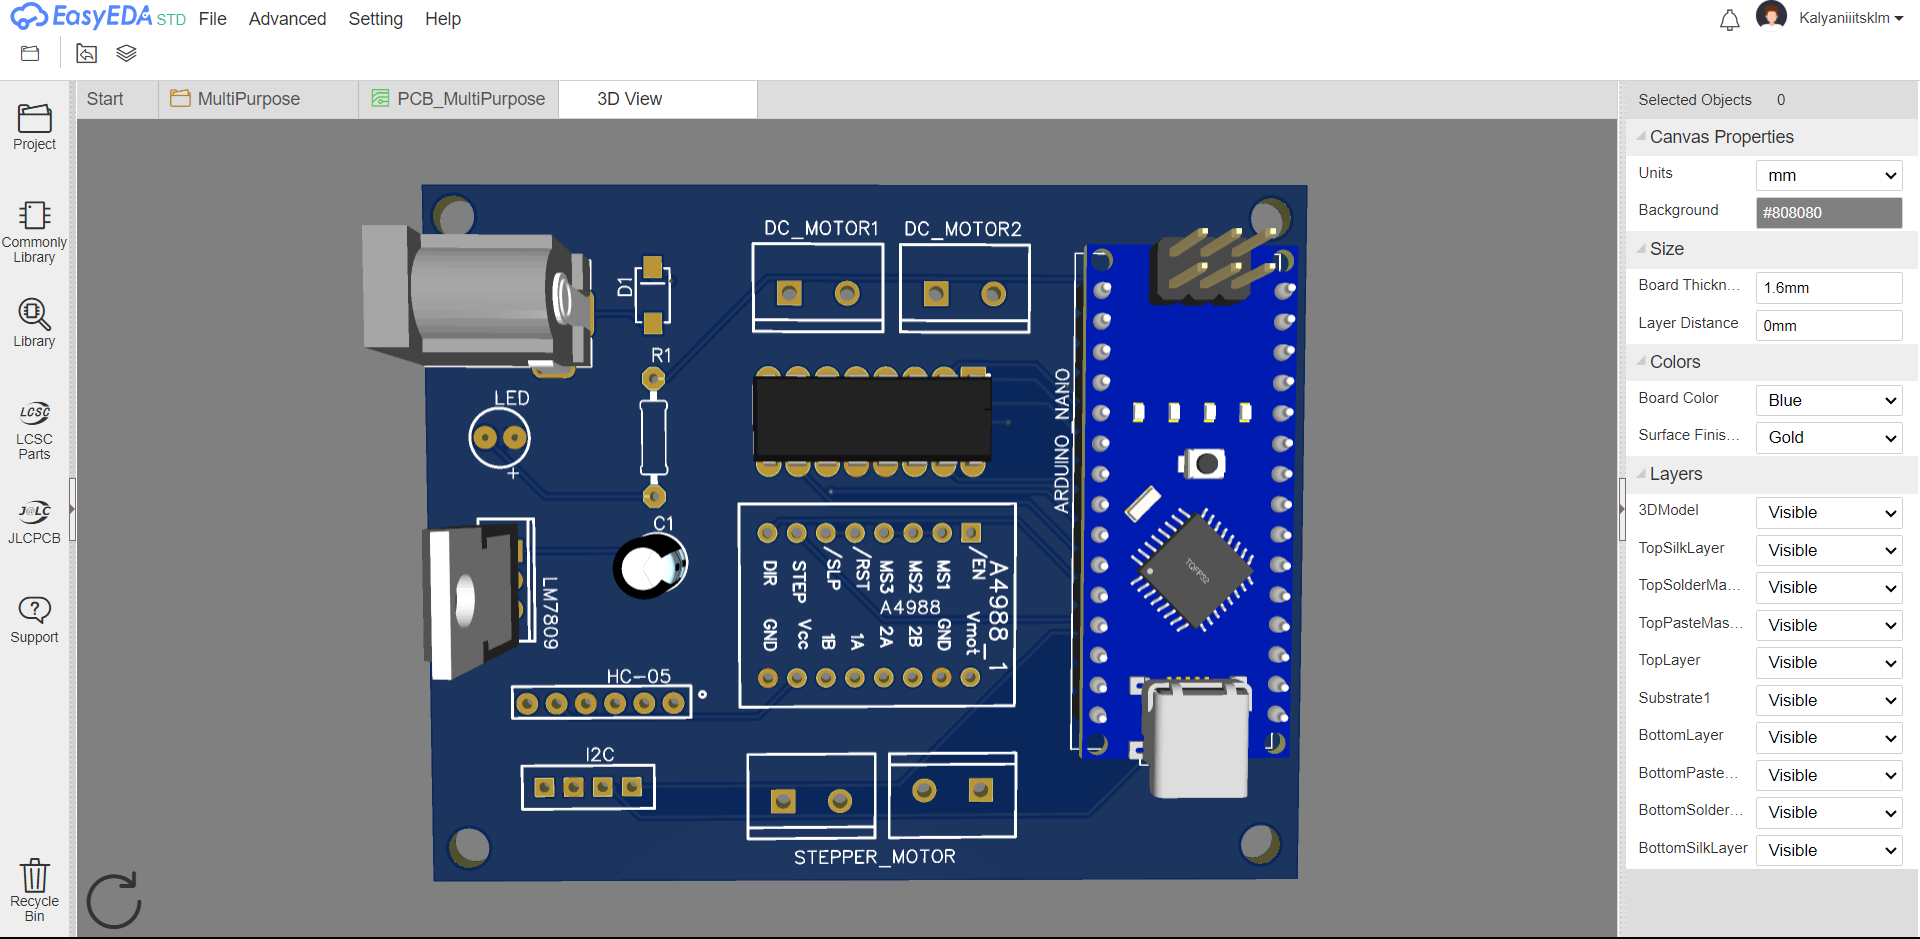 EasyEDA STD File Advanced Setting Help
Kalyaniiitsklm
Start MultiPurpose PCB_MultiPurpose 3D View
Project
Commonly
Library
Library
LCSC
LCSC
Parts
J@LC
JLCPCB
Support
Recycle
Bin
DC_MOTOR1 DC_MOTOR2
D1
R1
LED
+
C1
LM7809
HC-05
I2C
ARDUINO_NANO
TQFP32
DIR STEP /SLP /RST MS3 MS2 MS1 /EN
A4988
A4988_1
GND Vcc 1B 1A 2A 2B GND Vmot
STEPPER_MOTOR
Selected Objects 0
Canvas Properties
Units mm
Background #808080
Size
Board Thickn... 1.6mm
Layer Distance 0mm
Colors
Board Color Blue
Surface Finis... Gold
Layers
3DModel Visible
TopSilkLayer Visible
TopSolderMa... Visible
TopPasteMas... Visible
TopLayer Visible
Substrate1 Visible
BottomLayer Visible
BottomPaste... Visible
BottomSolder... Visible
BottomSilkLayer Visible